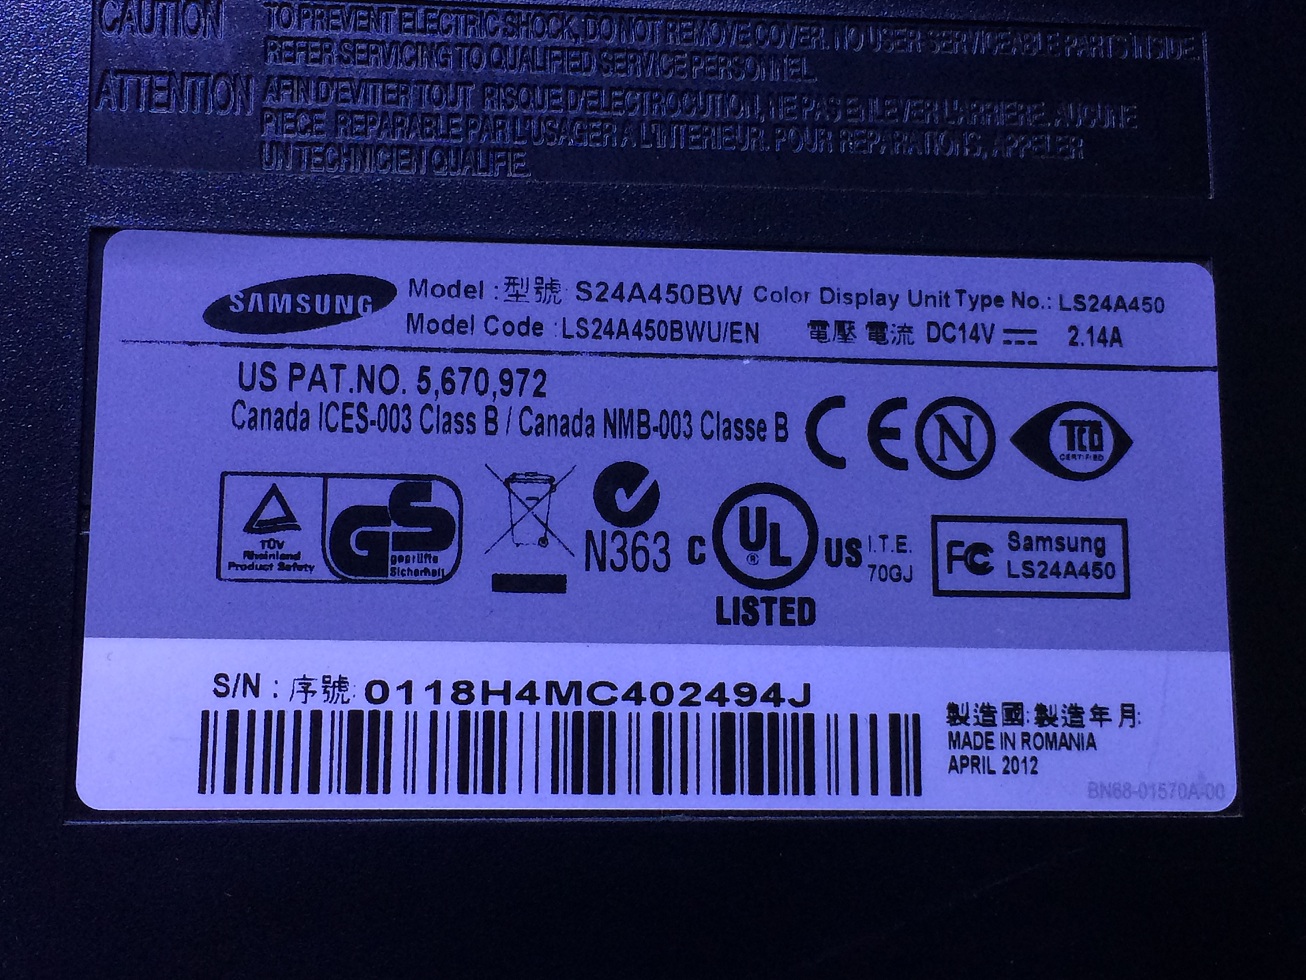 CAUTION
TO PREVENT ELECTRIC SHOCK, DO NOT REMOVE COVER. NO USER-SERVICEABLE PARTS INSIDE.
REFER SERVICING TO QUALIFIED SERVICE PERSONNEL.
ATTENTION
AFIN D'EVITER TOUT RISQUE D'ELECTROCUTION, NE PAS ENLEVER L'ARRIERE. AUCUNE
PIECE REPARABLE PAR L'USAGER A L'INTERIEUR. POUR REPARATIONS, APPELER
UN TECHNICIEN QUALIFIE.
SAMSUNG
Model : 型號: S24A450BW Color Display Unit Type No.: LS24A450
Model Code : LS24A450BWU/EN 電壓 電流 DC14V 2.14A
US PAT.NO. 5,670,972
Canada ICES-003 Class B / Canada NMB-003 Classe B
CE N TCO
CERTIFIED
TÜV
Rheinland
Product Safety
GS
geprüfte
Sicherheit
N363
C UL ® US
LISTED
I.T.E.
70GJ
FC
Samsung
LS24A450
S/N : 序號: 0118H4MC402494J
製造國: 製造年月:
MADE IN ROMANIA
APRIL 2012
BN68-01570A-00